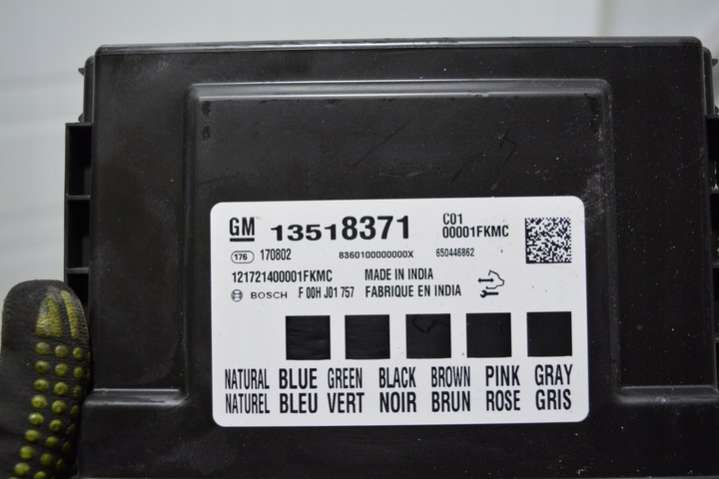 GM 13518371 C01
00001FKMC
176 170802 8360100000000X 650446862
121721400001FKMC MADE IN INDIA
BOSCH F 00H J01 757 FABRIQUE EN INDIA
NATURAL BLUE GREEN BLACK BROWN PINK GRAY
NATUREL BLEU VERT NOIR BRUN ROSE GRIS